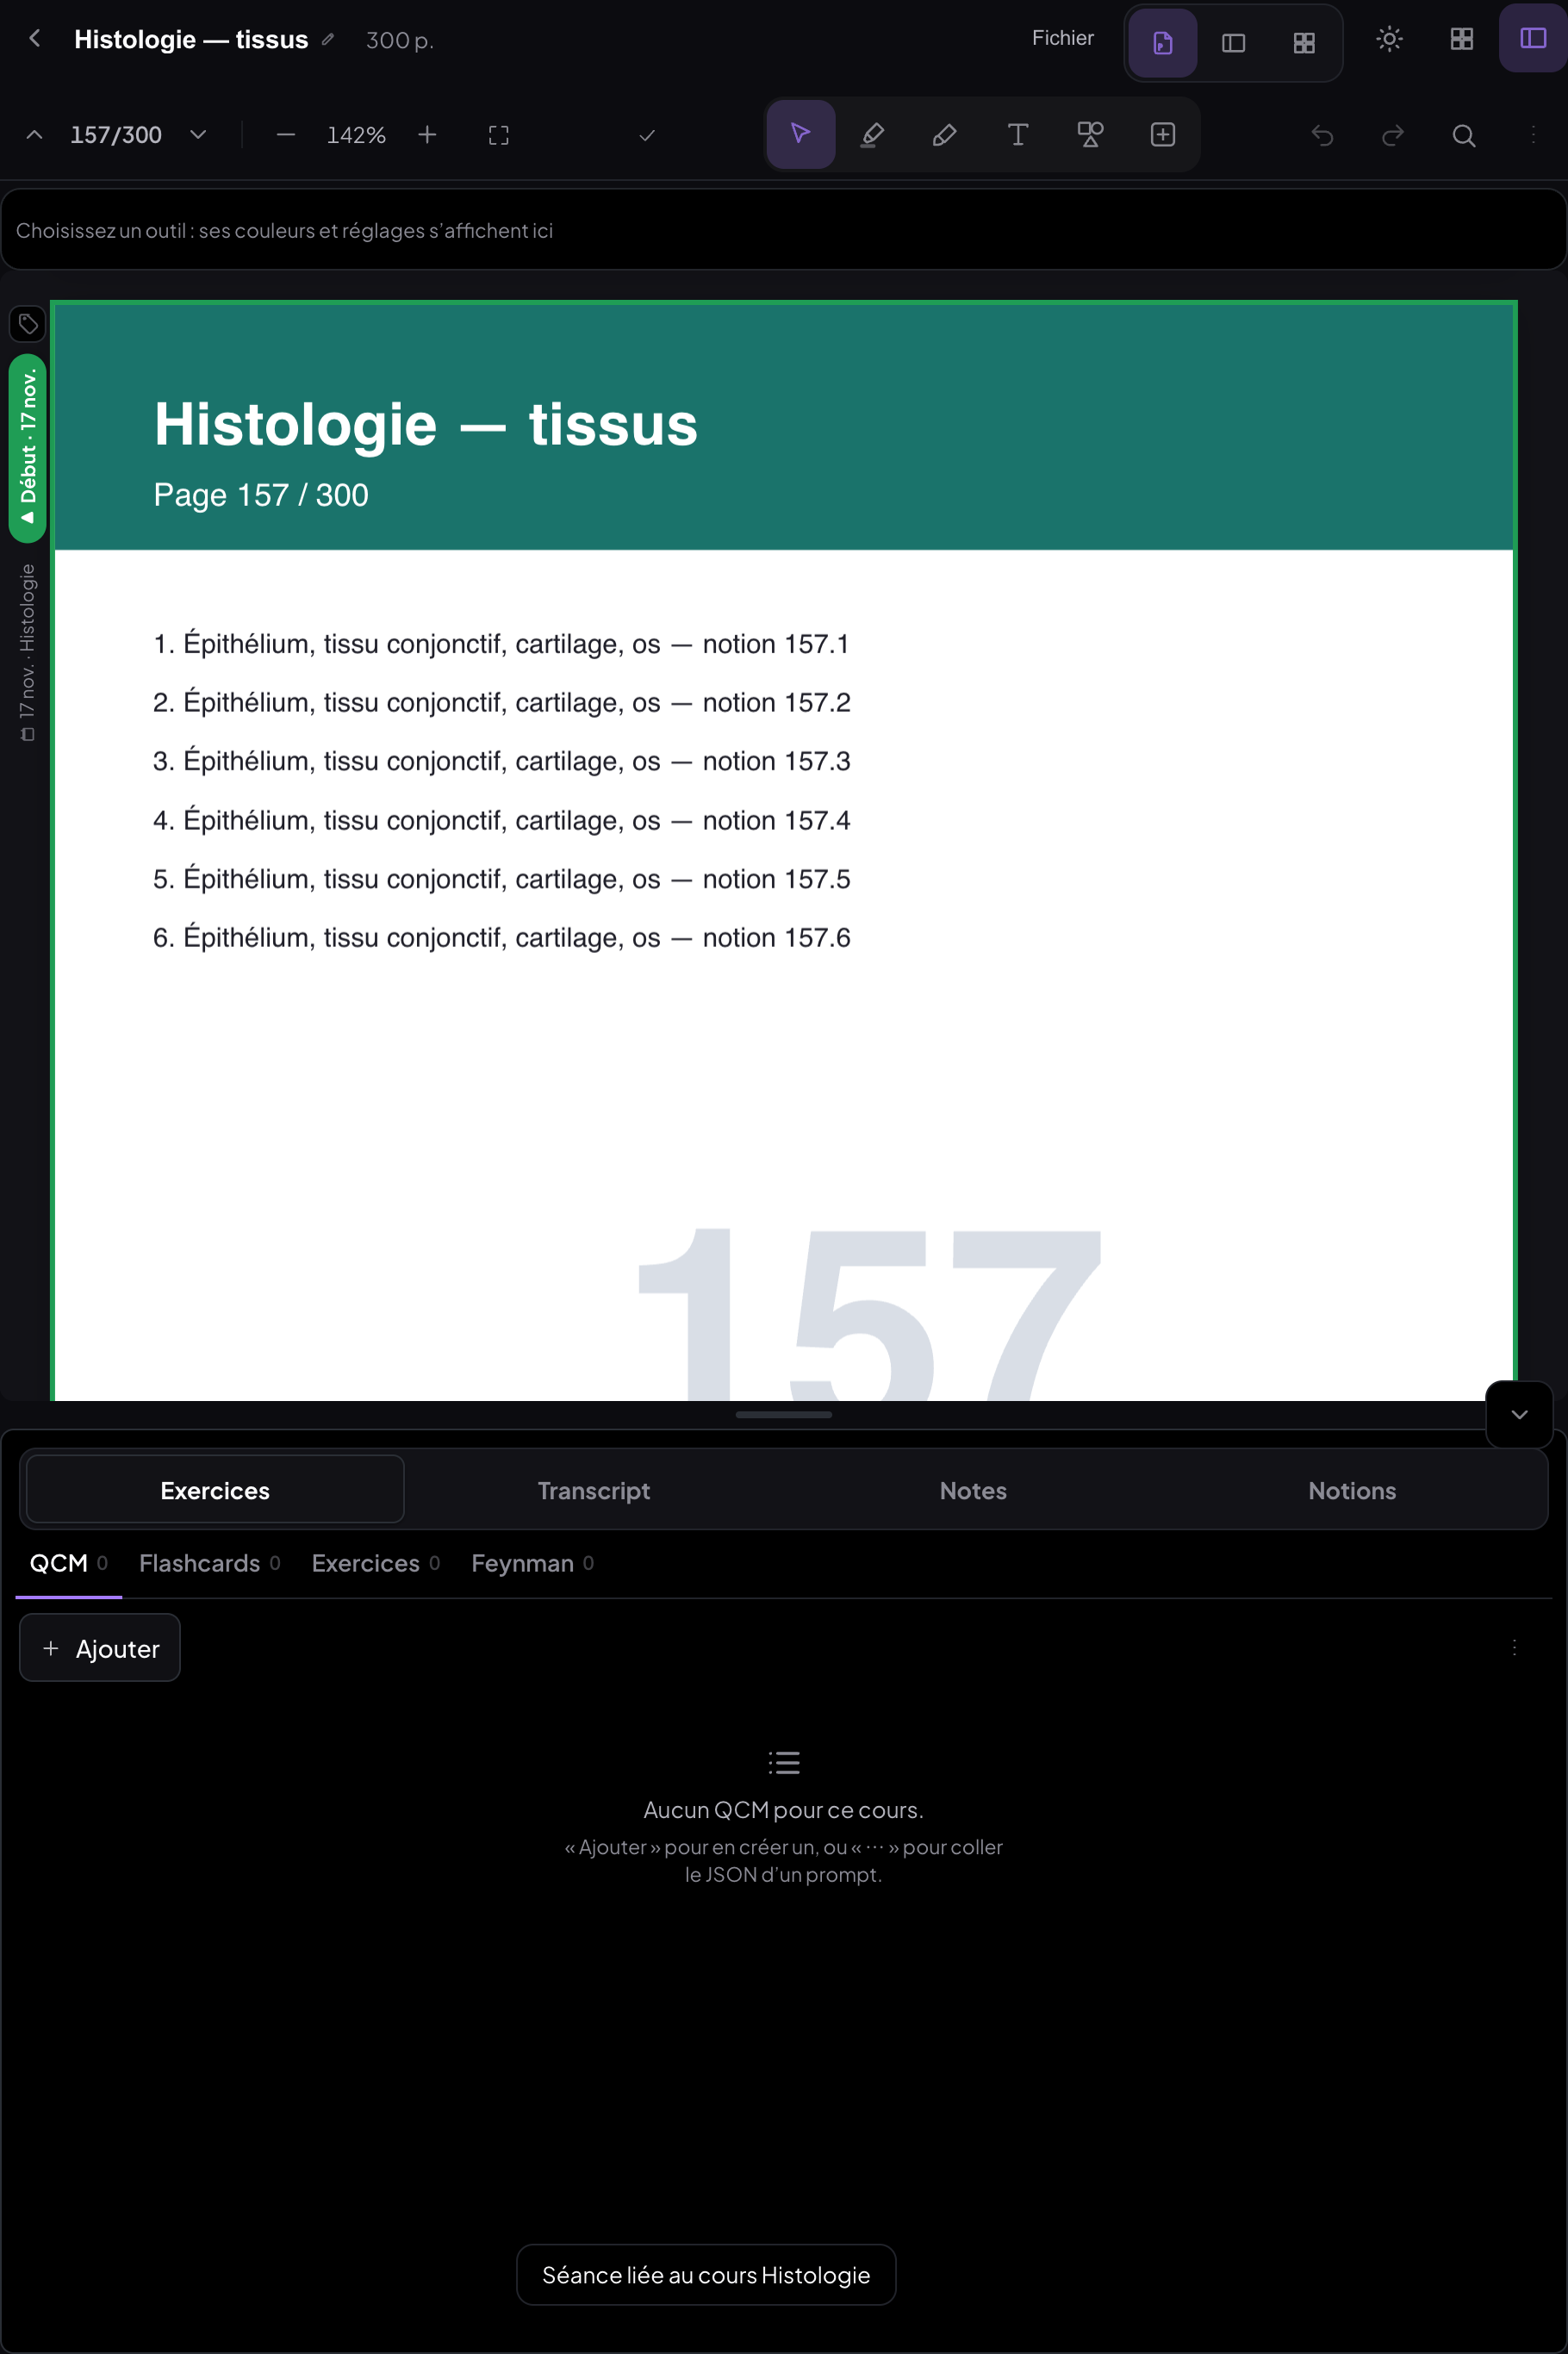 Histologie — tissus
300 p.
Fichier
157/300
142%
Choisissez un outil : ses couleurs et réglages s’affichent ici
Début · 17 nov.
17 nov. · Histologie
Histologie — tissus
Page 157 / 300
1. Épithélium, tissu conjonctif, cartilage, os — notion 157.1
2. Épithélium, tissu conjonctif, cartilage, os — notion 157.2
3. Épithélium, tissu conjonctif, cartilage, os — notion 157.3
4. Épithélium, tissu conjonctif, cartilage, os — notion 157.4
5. Épithélium, tissu conjonctif, cartilage, os — notion 157.5
6. Épithélium, tissu conjonctif, cartilage, os — notion 157.6
157
Exercices
Transcript
Notes
Notions
QCM 0
Flashcards 0
Exercices 0
Feynman 0
+ Ajouter
Aucun QCM pour ce cours.
« Ajouter » pour en créer un, ou « ··· » pour coller
le JSON d’un prompt.
Séance liée au cours Histologie